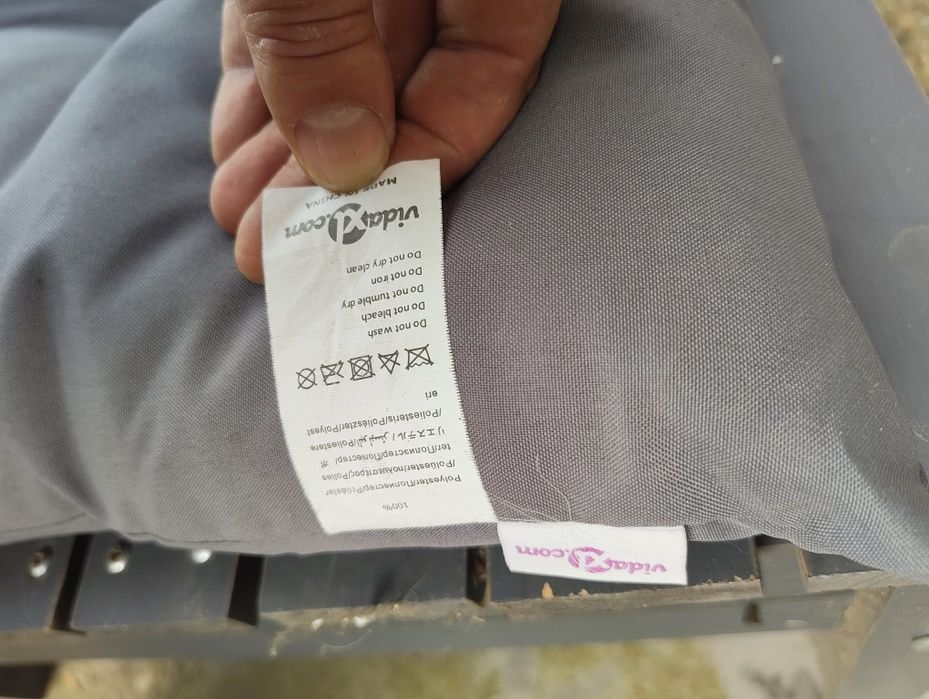 100%
Polyester/Полиестер/Poliéster
/Polüester/πολυεστέρας/Polies
ter/Полиэстер/Полiестер/ ポ
リエステル / بوليستر/Poliestere
/Poliesteris/Poliészter/Polyest
eri
Do not wash
Do not bleach
Do not tumble dry
Do not iron
Do not dry clean
vidaXL.com
MADE IN CHINA
vidaXL.com